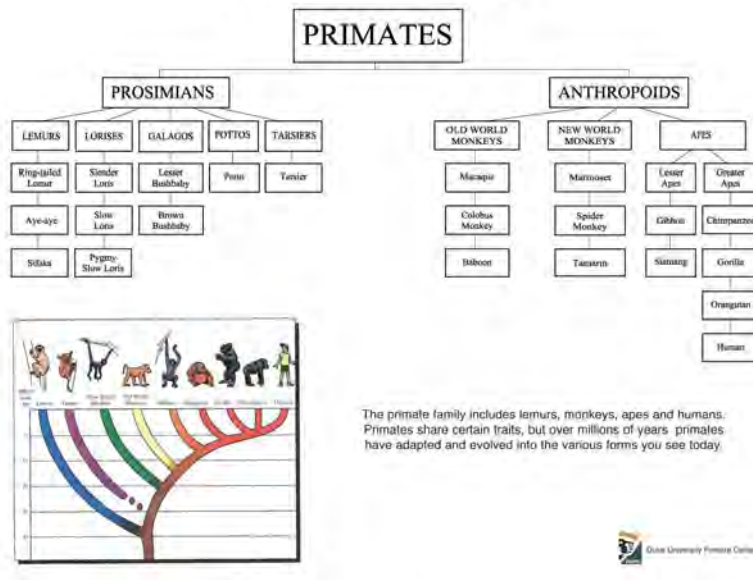 PRIMATES
PROSIMIANS
ANTHROPOIDS
LEMURS
LORISES
GALAGOS
POTTOS
TARSIERS
OLD WORLD
MONKEYS
NEW WORLD
MONKEYS
APES
Ring-tailed
Lemur
Slender
Loris
Lesser
Bushbaby
Potto
Tarsier
Macaque
Marmoset
Lesser
Apes
Greater
Apes
Aye-aye
Slow
Loris
Brown
Bushbaby
Colobus
Monkey
Spider
Monkey
Gibbon
Chimpanzee
Sifaka
Pygmy
Slow Loris
Baboon
Tamarin
Siamang
Gorilla
Orangutan
Human
The primate family includes lemurs, monkeys, apes and humans.
Primates share certain traits, but over millions of years primates
have adapted and evolved into the various forms you see today.
Duke University Primate Center